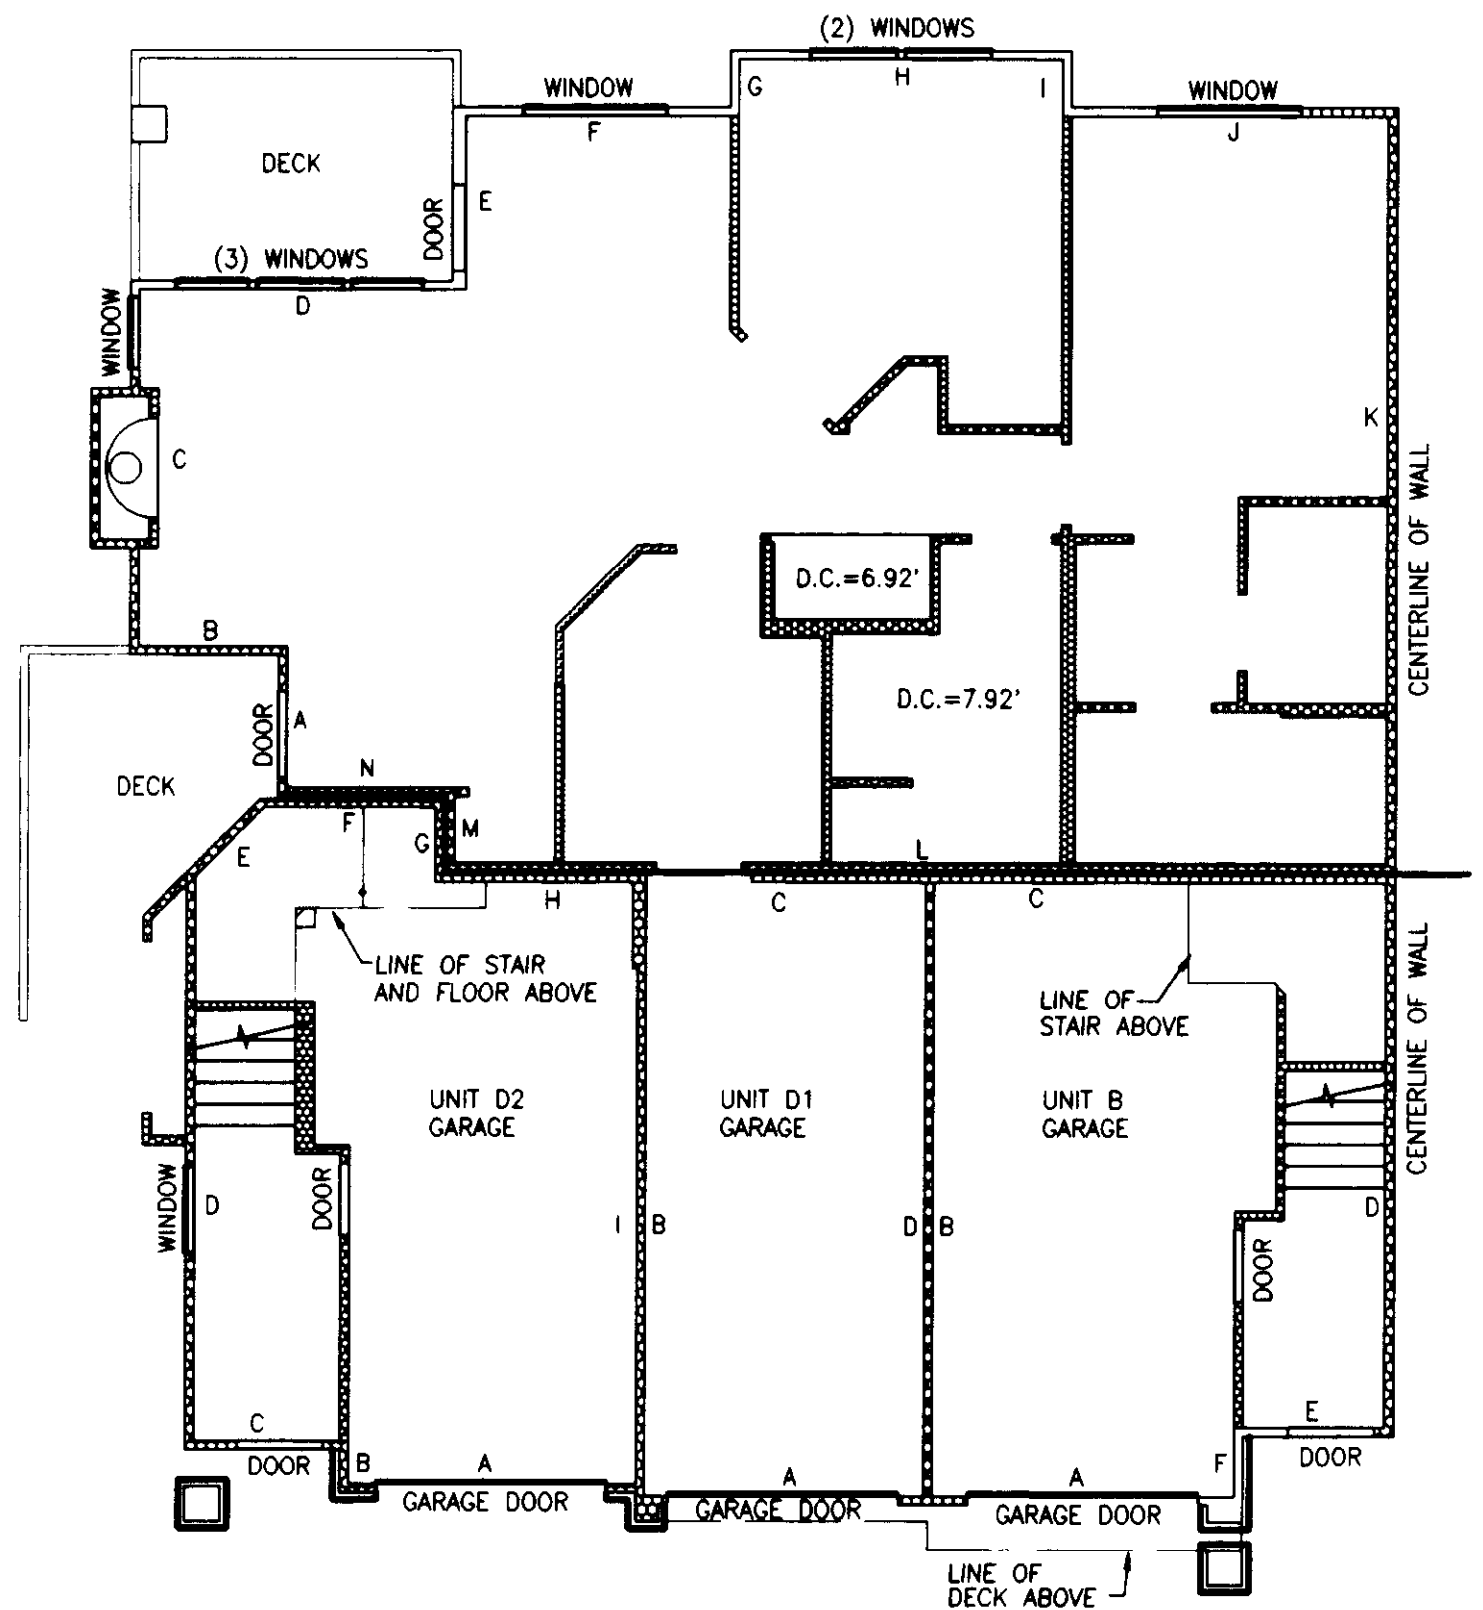 (2) WINDOWS
G
H
I
WINDOW
F
WINDOW
J
DECK
DOOR
E
(3) WINDOWS
D
WINDOW
C
K
CENTERLINE OF WALL
D.C.=6.92'
B
D.C.=7.92'
DOOR
A
DECK
N
F
M
G
E
L
H
C
C
LINE OF STAIR
AND FLOOR ABOVE
LINE OF
STAIR ABOVE
CENTERLINE OF WALL
UNIT D2
GARAGE
UNIT D1
GARAGE
UNIT B
GARAGE
WINDOW
D
DOOR
I
B
D
B
D
DOOR
C
DOOR
B
A
GARAGE DOOR
A
GARAGE DOOR
A
GARAGE DOOR
F
E
DOOR
LINE OF
DECK ABOVE